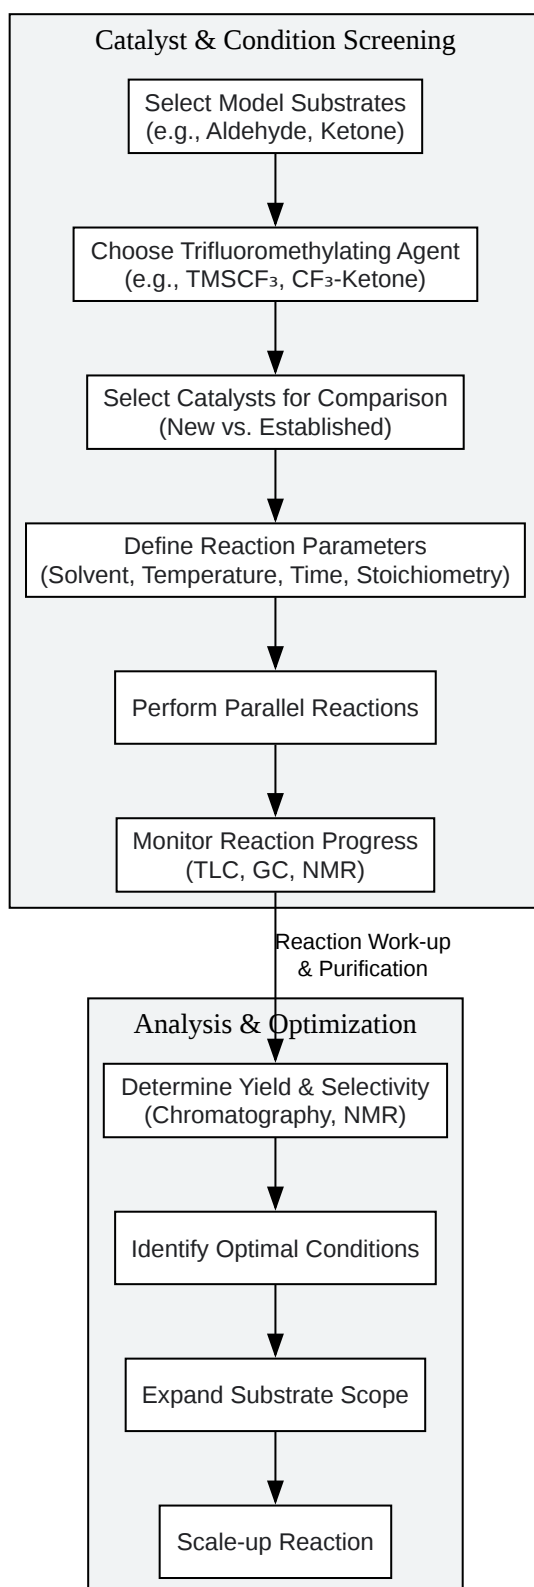 Catalyst & Condition Screening
Select Model Substrates
(e.g., Aldehyde, Ketone)
Choose Trifluoromethylating Agent
(e.g., TMSCF₃, CF₃-Ketone)
Select Catalysts for Comparison
(New vs. Established)
Define Reaction Parameters
(Solvent, Temperature, Time, Stoichiometry)
Perform Parallel Reactions
Monitor Reaction Progress
(TLC, GC, NMR)
Reaction Work-up
& Purification
Analysis & Optimization
Determine Yield & Selectivity
(Chromatography, NMR)
Identify Optimal Conditions
Expand Substrate Scope
Scale-up Reaction